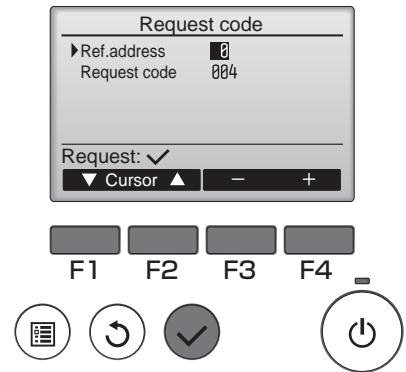 Request code
Ref.address 0
Request code 004
Request: ✓
▼ Cursor ▲ − +
F1 F2 F3 F4